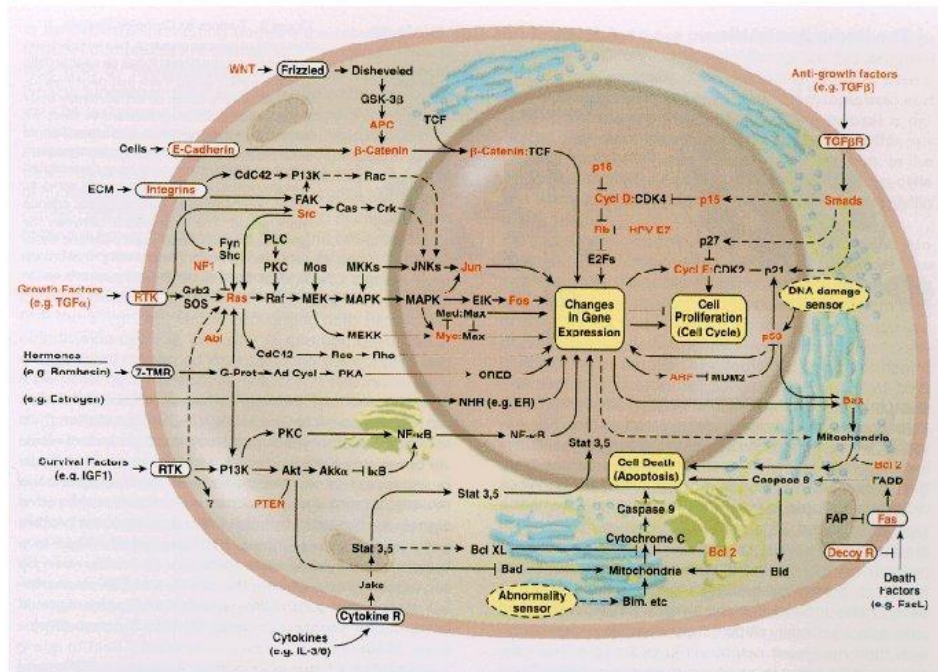 WNT
Frizzled
Disheveled
GSK-3β
APC
TCF
Cells
E-Cadherin
β-Catenin
β-Catenin:TCF
Anti-growth factors
(e.g. TGFβ)
TGFβR
Smads
p16
Cycl D:CDK4
p15
Rb
HPV E7
E2Fs
p27
Cycl E:CDK2
p21
DNA damage
sensor
CdC42
P13K
Rac
ECM
Integrins
FAK
Src
Cas
Crk
Fyn
Shc
PLC
NF1
PKC
Mos
MKKs
JNKs
Jun
Growth Factors
(e.g. TGFα)
RTK
Grb2
SOS
Ras
Raf
MEK
MAPK
MAPK
ElK
Fos
Changes
in Gene
Expression
Cell
Proliferation
(Cell Cycle)
Max
Abl
MEKK
Myc:Max
p53
CdC42
Rho
Hormones
(e.g. Bombesin)
7-TMR
G-Prot
Ad Cycl
PKA
ARF
MDM2
(e.g. Estrogen)
NHR (e.g. ER)
Bax
PKC
NF-κB
NF-κB
Stat 3,5
Mitochondria
Survival Factors
(e.g. IGF1)
RTK
P13K
Akt
Akkα
IκB
Cell Death
(Apoptosis)
Bcl 2
Caspase 8
FADD
?
PTEN
Stat 3,5
Caspase 9
FAP
Fas
Cytochrome C
Stat 3,5
Bcl XL
Bcl 2
Decoy R
Bad
Mitochondria
Bid
Jaks
Abnormality
sensor
Bim, etc
Death
Factors
(e.g. FasL)
Cytokine R
Cytokines
(e.g. IL-3/6)